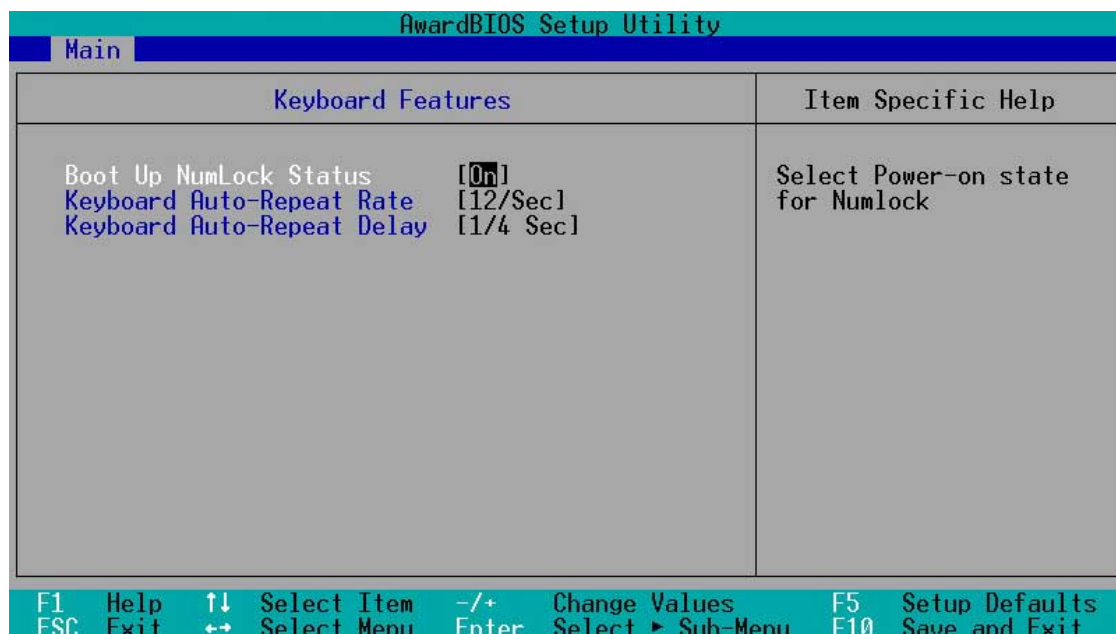 AwardBIOS Setup Utility
Main
Keyboard Features
Item Specific Help
Boot Up NumLock Status [On]
Keyboard Auto-Repeat Rate [12/Sec]
Keyboard Auto-Repeat Delay [1/4 Sec]
Select Power-on state
for Numlock
F1 Help ↑↓ Select Item -/+ Change Values F5 Setup Defaults
ESC Exit ←→ Select Menu Enter Select ► Sub-Menu F10 Save and Exit